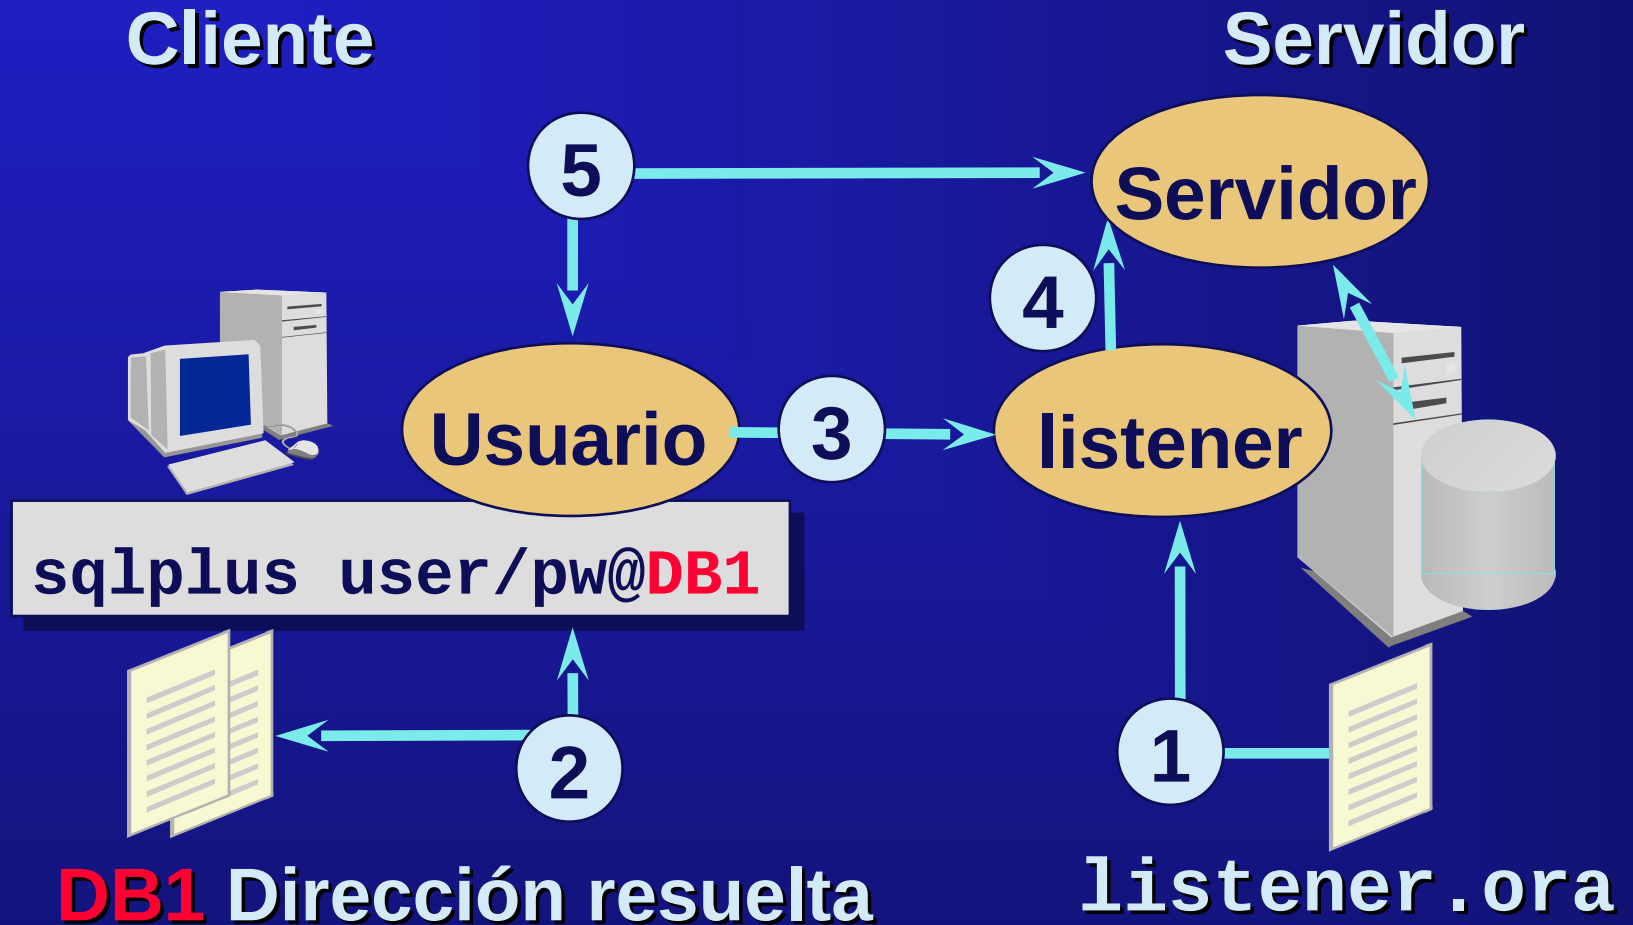 Cliente
Servidor
5
Servidor
4
Usuario
3
listener
sqlplus user/pw@DB1
2
1
DB1 Dirección resuelta
listener.ora